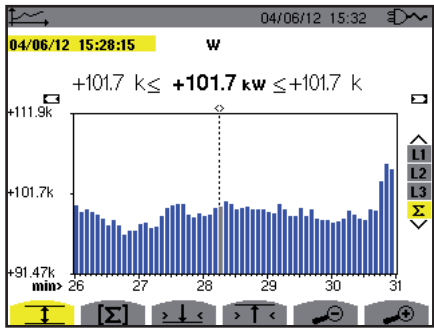 04/06/12 15:32
04/06/12 15:28:15 W
+101.7 k≤ +101.7 kW ≤+101.7 k
+111.9k
+101.7k
+91.47k
min> 26 27 28 29 30 31
L1
L2
L3
Σ
[Σ]
>↓< >↑<